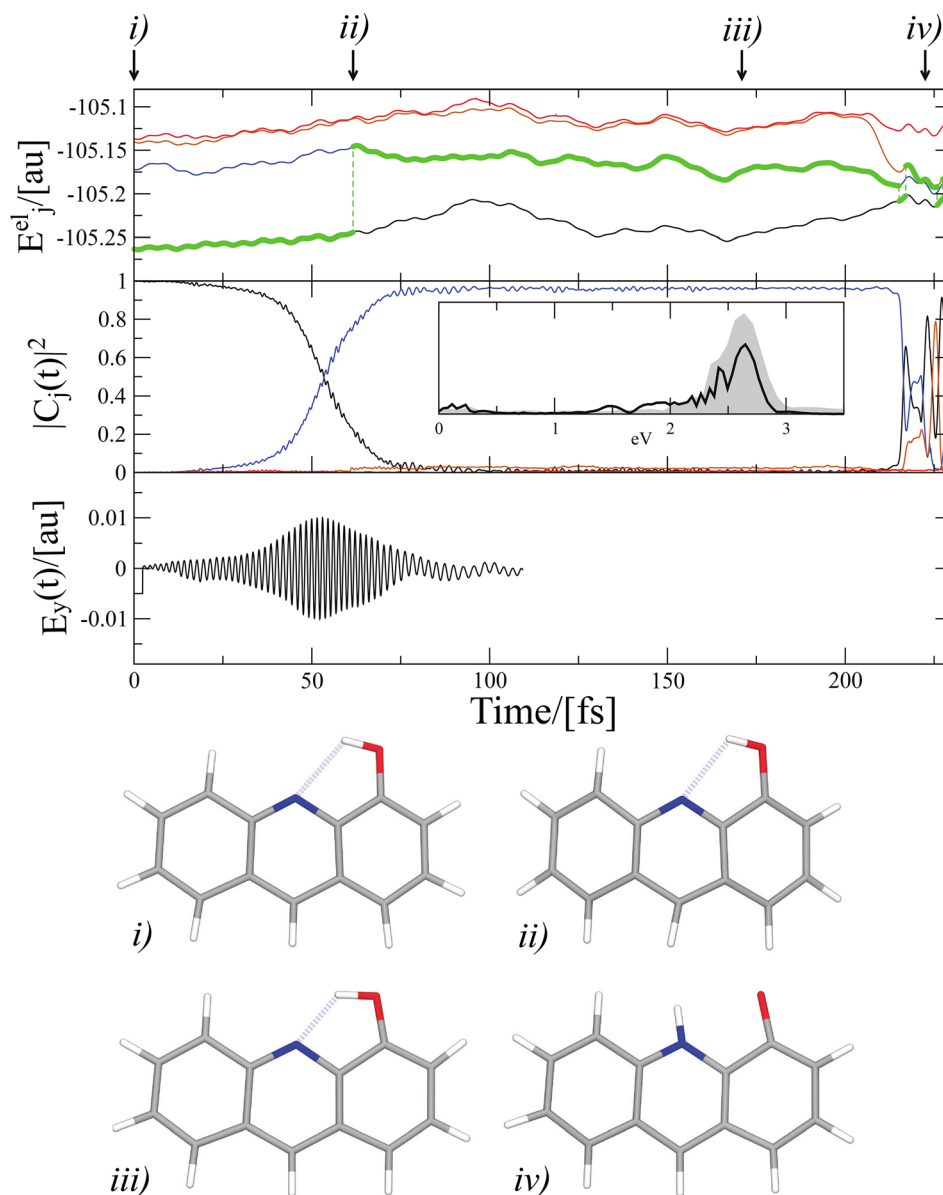 i) ii) iii) iv)
-105.1
-105.15
-105.2
-105.25
E^el_j/[au]
1
0.8
0.6
0.4
0.2
0
|C_j(t)|^2
0 1 2 3
eV
0.01
0
-0.01
E_y(t)/[au]
0 50 100 150 200
Time/[fs]
i) ii)
iii) iv)